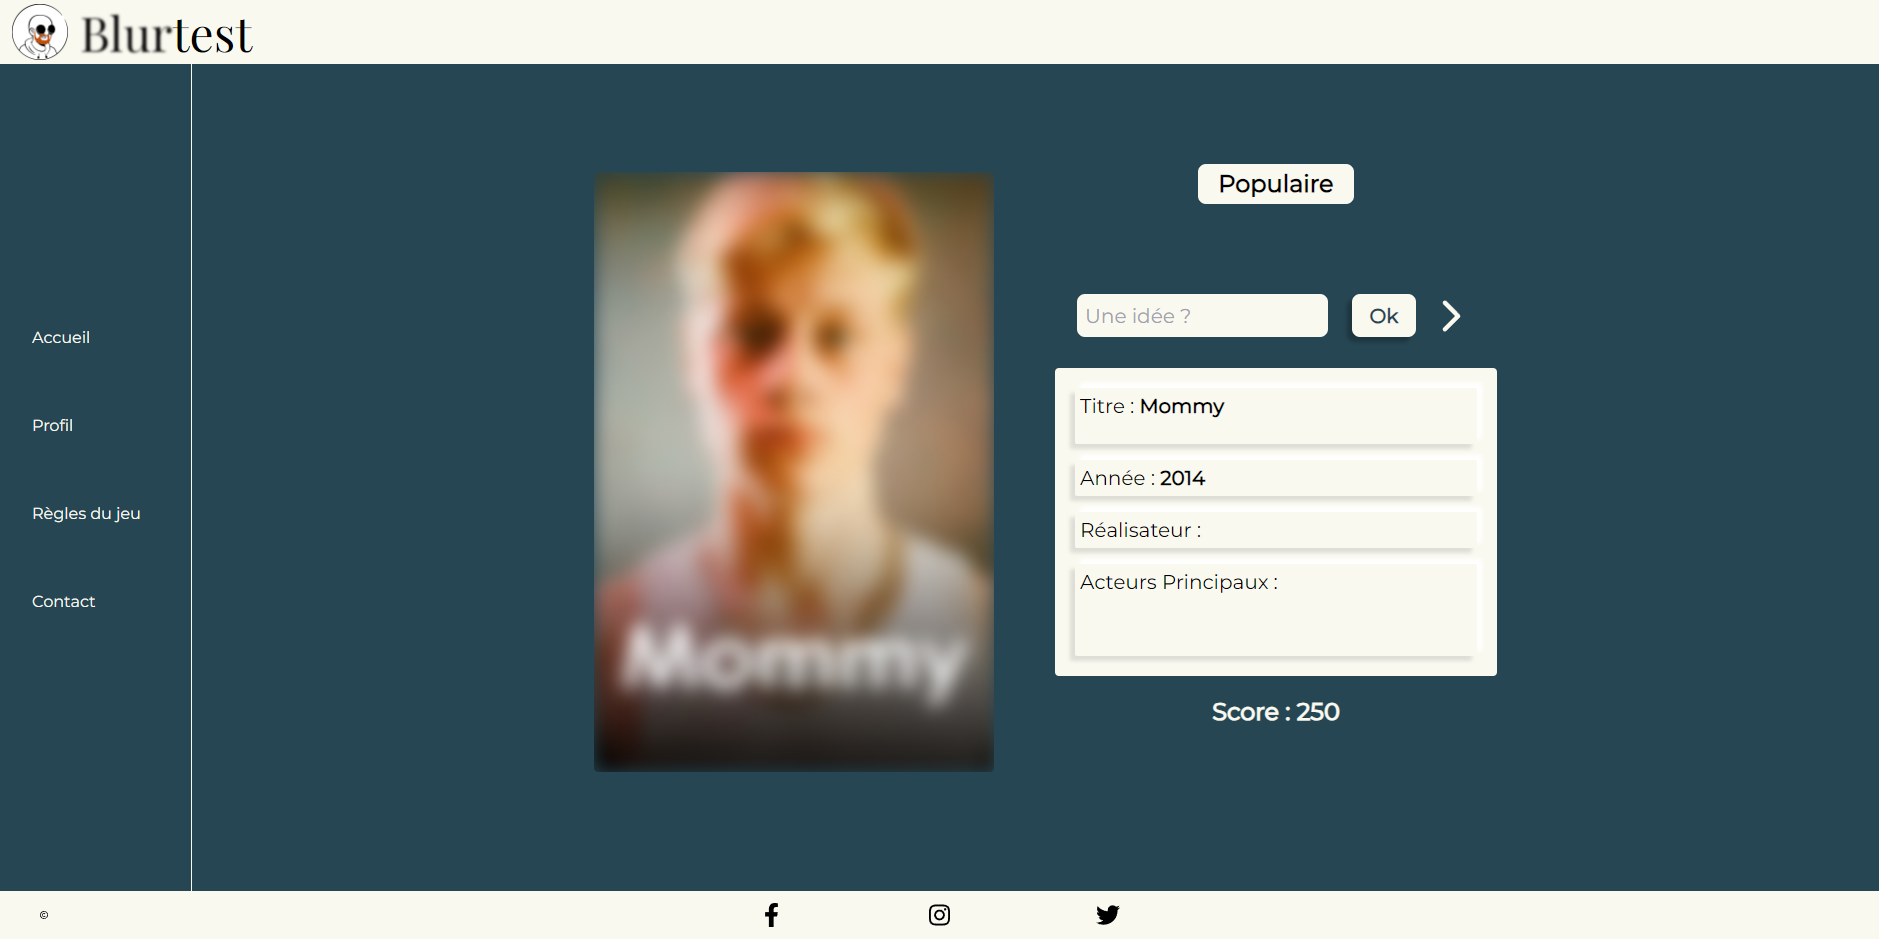 Blurtest
Accueil
Profil
Règles du jeu
Contact
Mommy
Populaire
Une idée ?
Ok
Titre : Mommy
Année : 2014
Réalisateur :
Acteurs Principaux :
Score : 250
©